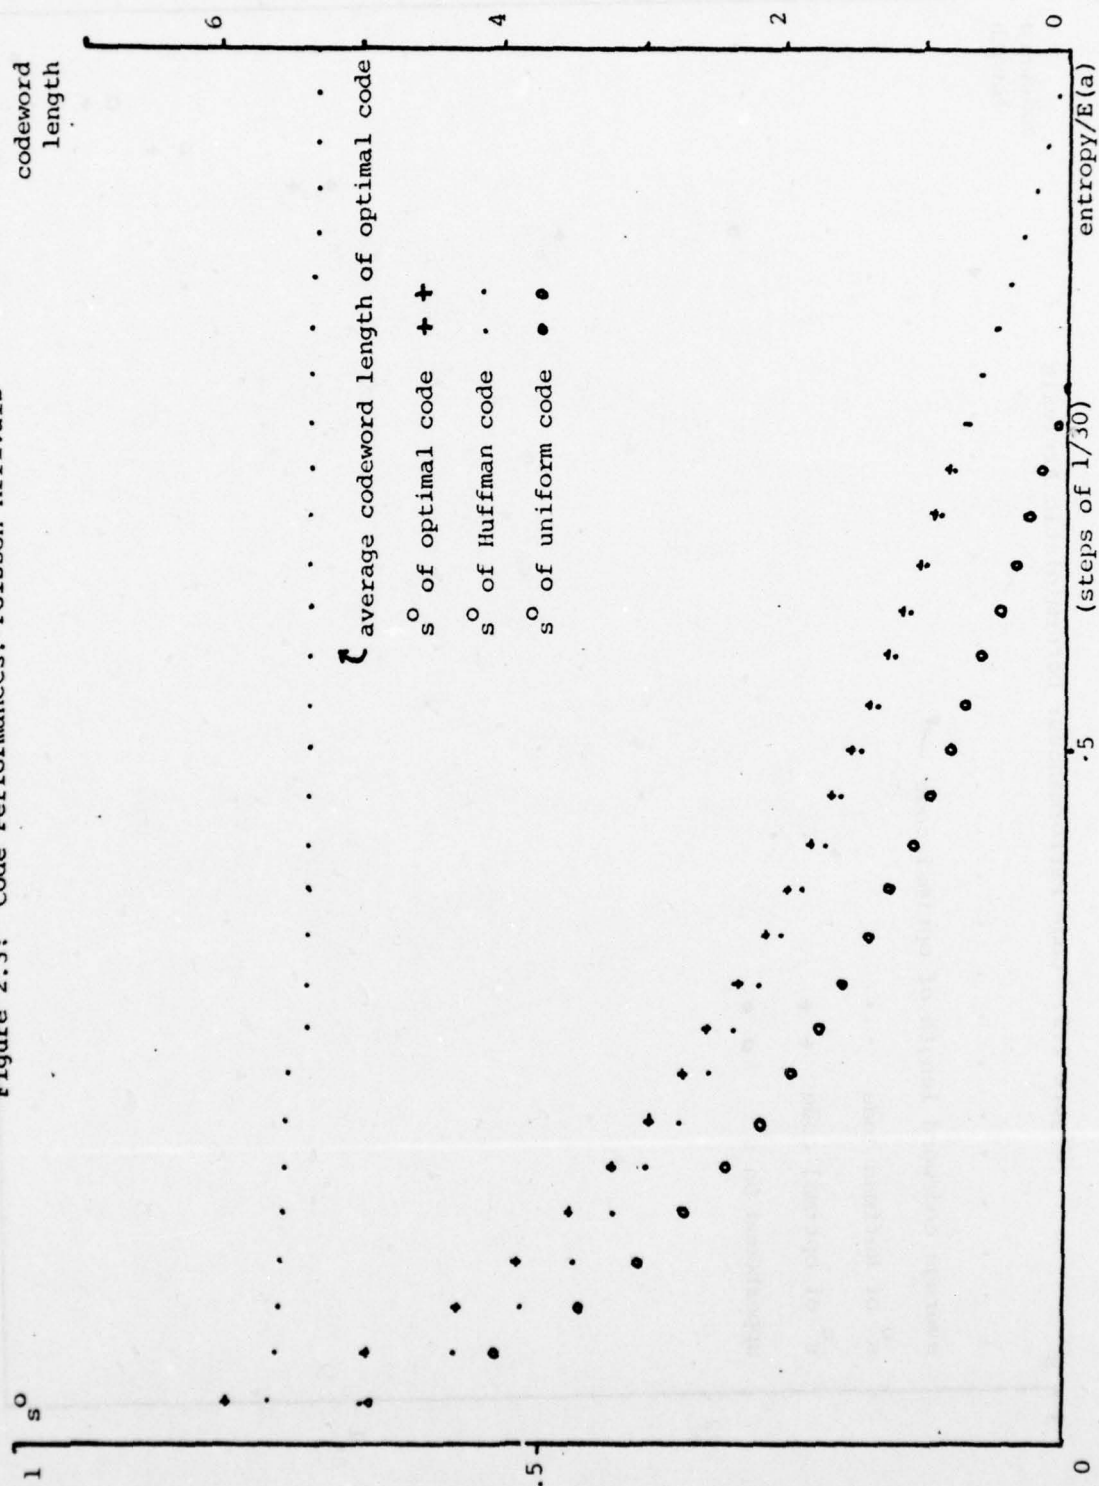 Figure 2.3: Code Performances: Poisson Arrivals
s^o
codeword
length
1
.5
0
6
4
2
0
average codeword length of optimal code
s^o of optimal code + +
s^o of Huffman code . .
s^o of uniform code o o
.5
(steps of 1/30)
entropy/E(a)